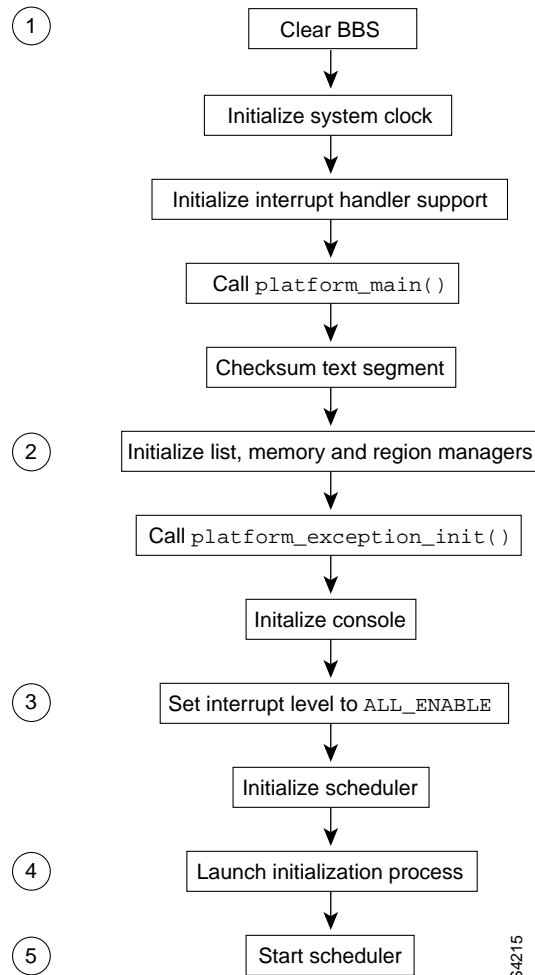 1
Clear BBS
Initialize system clock
Initialize interrupt handler support
Call platform_main()
Checksum text segment
2
Initialize list, memory and region managers
Call platform_exception_init()
Initalize console
3
Set interrupt level to ALL_ENABLE
Initialize scheduler
4
Launch initialization process
5
Start scheduler
S4215